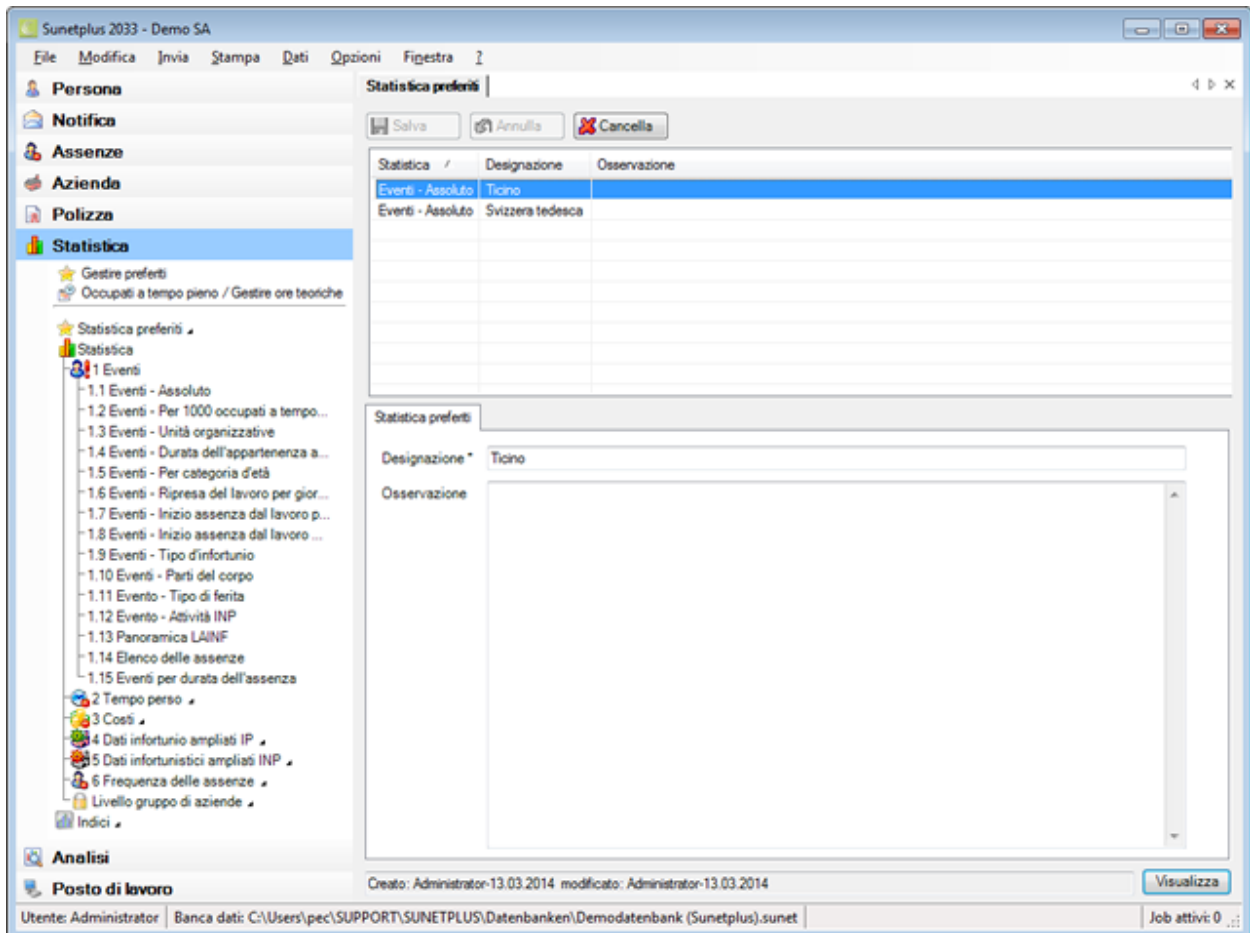 Sunetplus 2033 - Demo SA
File Modifica Invia Stampa Dati Opzioni Finestra ?
Persona
Notifica
Assenze
Azienda
Polizza
Statistica
Gestire preferiti
Occupati a tempo pieno / Gestire ore teoriche
Statistica preferiti
Statistica
1 Eventi
1.1 Eventi - Assoluto
1.2 Eventi - Per 1000 occupati a tempo...
1.3 Eventi - Unità organizzative
1.4 Eventi - Durata dell'appartenenza a...
1.5 Eventi - Per categoria d'età
1.6 Eventi - Ripresa del lavoro per gior...
1.7 Eventi - Inizio assenza dal lavoro p...
1.8 Eventi - Inizio assenza dal lavoro ...
1.9 Eventi - Tipo d'infortunio
1.10 Eventi - Parti del corpo
1.11 Evento - Tipo di ferita
1.12 Evento - Attività INP
1.13 Panoramica LAINF
1.14 Elenco delle assenze
1.15 Eventi per durata dell'assenza
2 Tempo perso
3 Costi
4 Dati infortunio ampliati IP
5 Dati infortunistici ampliati INP
6 Frequenza delle assenze
Livello gruppo di aziende
Indici
Analisi
Posto di lavoro
Statistica preferiti
Salva Annulla Cancella
Statistica Designazione Osservazione
Eventi - Assoluto Ticino
Eventi - Assoluto Svizzera tedesca
Statistica preferiti
Designazione * Ticino
Osservazione
Creato: Administrator-13.03.2014 modificato: Administrator-13.03.2014
Visualizza
Utente: Administrator Banca dati: C:\Users\pec\SUPPORT\SUNETPLUS\Datenbanken\Demodatenbank (Sunetplus).sunet Job attivi: 0